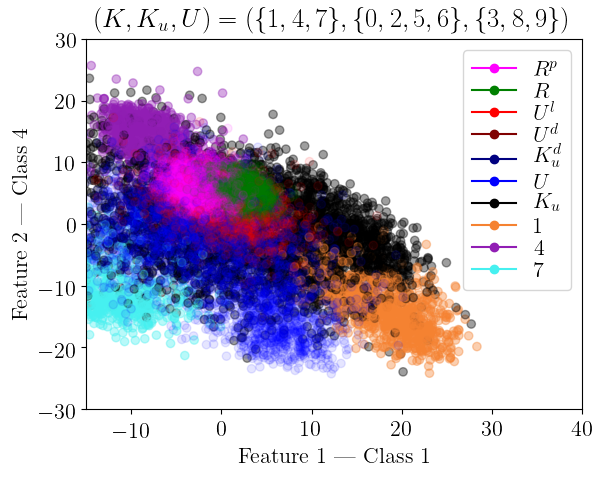 (K, K_u, U) = ({1, 4, 7}, {0, 2, 5, 6}, {3, 8, 9})
30
20
10
0
−10
−20
−30
Feature 2 — Class 4
R^p
R
U^l
U^d
K_u^d
U
K_u
1
4
7
−10 0 10 20 30 40
Feature 1 — Class 1